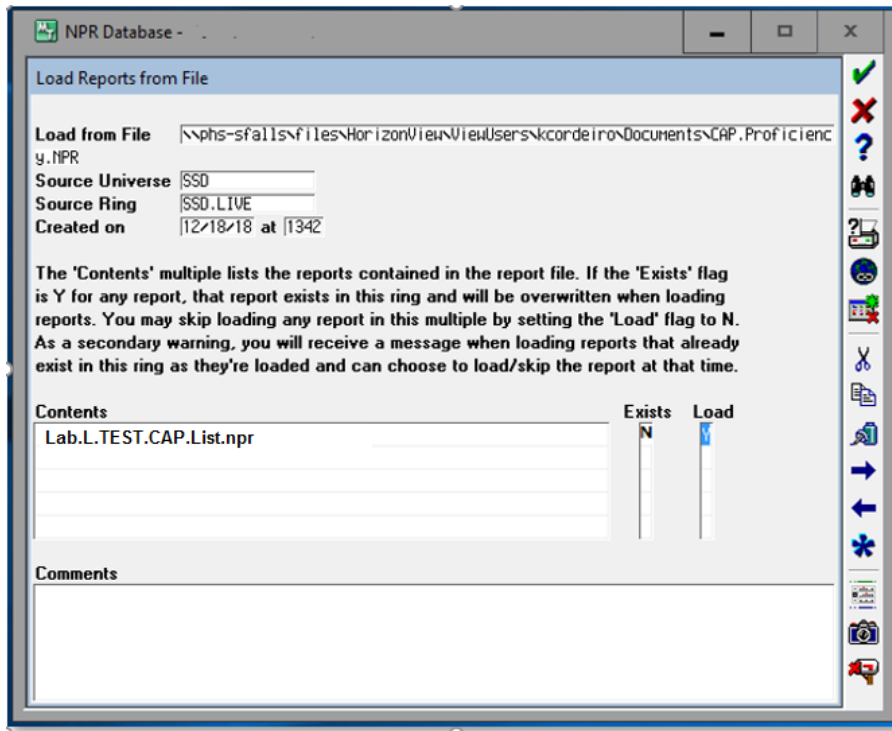 NPR Database -
Load Reports from File
Load from File \\phs-sfalls\files\HorizonView\ViewUsers\kcordeiro\Documents\CAP.Proficienc
y.NPR
Source Universe SSD
Source Ring SSD.LIVE
Created on 12/18/18 at 1342
The 'Contents' multiple lists the reports contained in the report file. If the 'Exists' flag
is Y for any report, that report exists in this ring and will be overwritten when loading
reports. You may skip loading any report in this multiple by setting the 'Load' flag to N.
As a secondary warning, you will receive a message when loading reports that already
exist in this ring as they're loaded and can choose to load/skip the report at that time.
Contents Exists Load
Lab.L.TEST.CAP.List.npr N Y
Comments